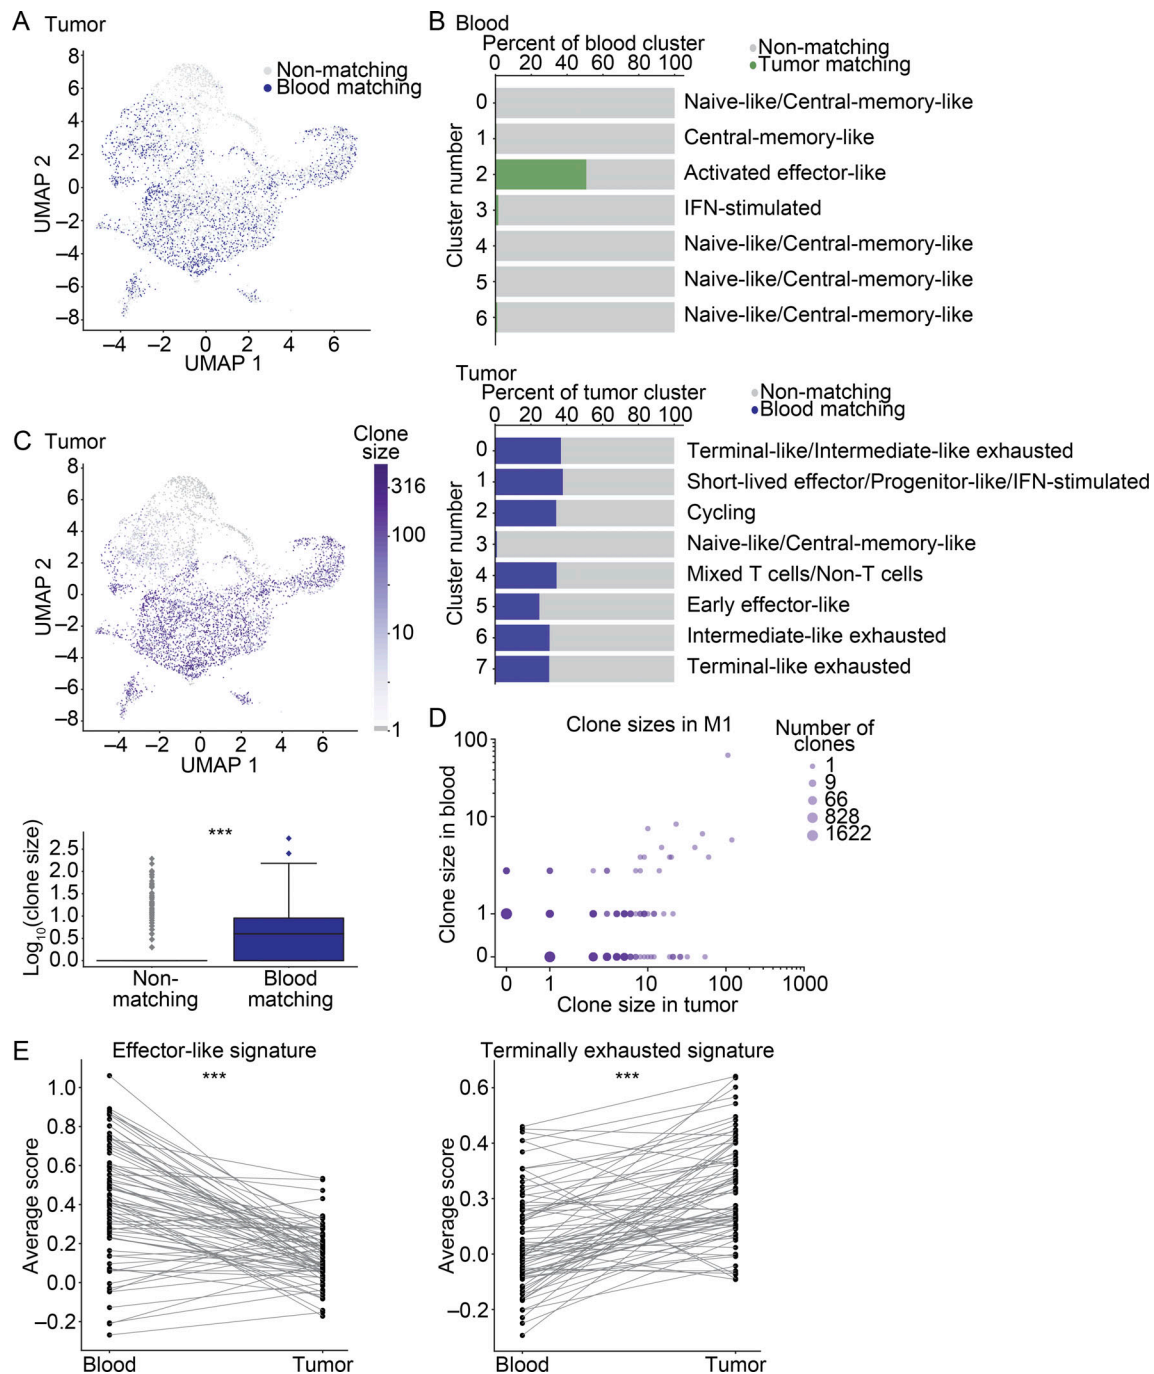 A Tumor
Non-matching
Blood matching
8
6
4
2
0
−2
−4
−6
−8
UMAP 2
−4 −2 0 2 4 6
UMAP 1
B Blood
Percent of blood cluster
0 20 40 60 80 100
Non-matching
Tumor matching
Cluster number
0 Naive-like/Central-memory-like
1 Central-memory-like
2 Activated effector-like
3 IFN-stimulated
4 Naive-like/Central-memory-like
5 Naive-like/Central-memory-like
6 Naive-like/Central-memory-like
Tumor
Percent of tumor cluster
0 20 40 60 80 100
Non-matching
Blood matching
Cluster number
0 Terminal-like/Intermediate-like exhausted
1 Short-lived effector/Progenitor-like/IFN-stimulated
2 Cycling
3 Naive-like/Central-memory-like
4 Mixed T cells/Non-T cells
5 Early effector-like
6 Intermediate-like exhausted
7 Terminal-like exhausted
C Tumor
Clone
size
316
100
10
1
8
6
4
2
0
−2
−4
−6
−8
UMAP 2
−4 −2 0 2 4 6
UMAP 1
***
Log10(clone size)
2.5
2.0
1.5
1.0
0.5
0.0
Non-
matching
Blood
matching
D Clone sizes in M1
Number of
clones
1
9
66
828
1622
Clone size in blood
100
10
1
0
0 1 10 100 1000
Clone size in tumor
E Effector-like signature
***
Average score
1.0
0.8
0.6
0.4
0.2
0.0
−0.2
Blood Tumor
Terminally exhausted signature
***
Average score
0.6
0.4
0.3
0.0
−0.2
Blood Tumor